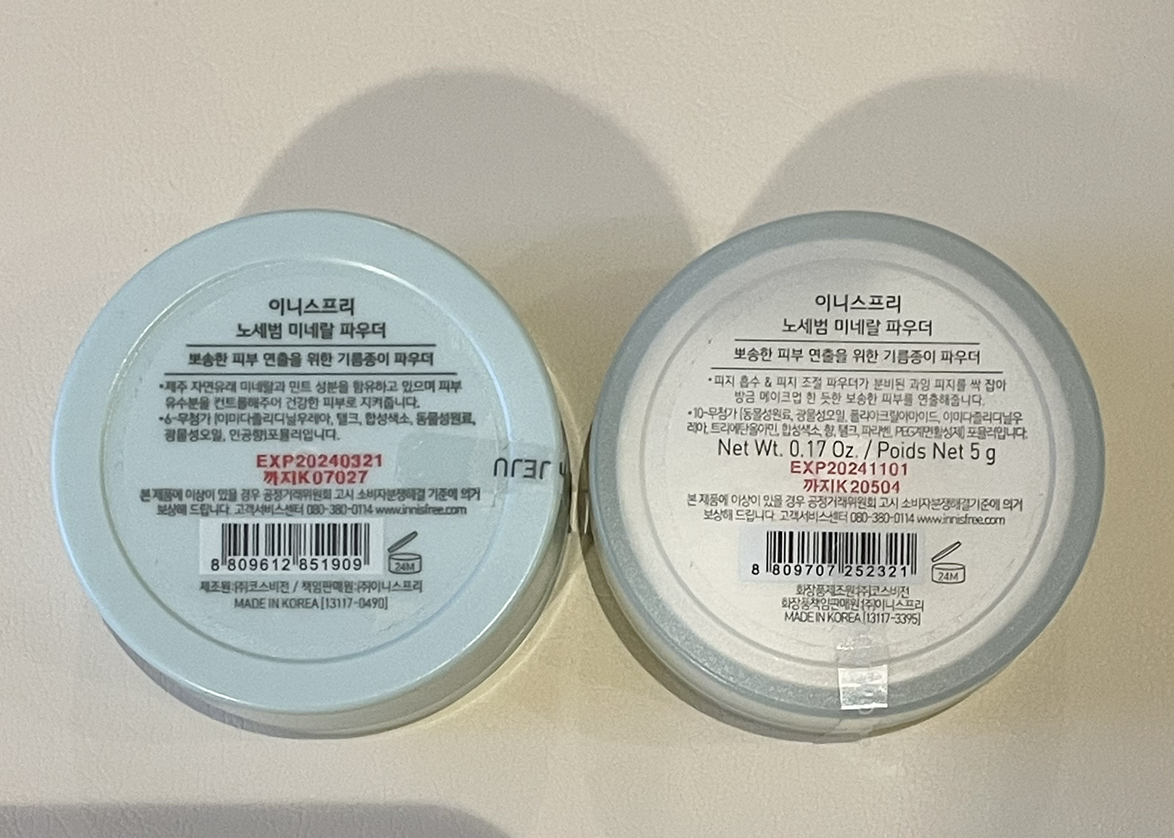 이니스프리
노세범 미네랄 파우더
뽀송한 피부 연출을 위한 기름종이 파우더
•제주 자연유래 미네랄과 민트 성분을 함유하고 있으며 피부
유수분을 컨트롤해주어 건강한 피부로 지켜줍니다.
•6-무첨가 [이미다졸리디닐우레아, 탤크, 합성색소, 동물성원료,
광물성오일, 인공향]포뮬러입니다.
EXP20240321
까지K07027
본 제품에 이상이 있을 경우 공정거래위원회 고시 소비자분쟁해결 기준에 의거
보상해 드립니다. 고객서비스센터 080-380-0114 www.innisfree.com
8 809612 851909
24M
제조원:㈜코스비전 / 책임판매원:㈜이니스프리
MADE IN KOREA [13117-0490]
JEJU
이니스프리
노세범 미네랄 파우더
뽀송한 피부 연출을 위한 기름종이 파우더
•피지 흡수 & 피지 조절 파우더가 분비된 과잉 피지를 싹 잡아
방금 메이크업 한 듯한 보송한 피부를 연출해줍니다.
•10-무첨가 [동물성원료, 광물성오일, 폴리아크릴아마이드, 이미다졸리디닐우
레아, 트리에탄올아민, 합성색소, 향, 탤크, 파라벤, PEG계면활성제] 포뮬러입니다.
Net Wt. 0.17 Oz. / Poids Net 5 g
EXP20241101
까지K20504
본 제품에 이상이 있을 경우 공정거래위원회 고시 소비자분쟁해결기준에 의거
보상해 드립니다. 고객서비스센터 080-380-0114 www.innisfree.com
8 809707 252321
24M
화장품제조원:㈜코스비전
화장품책임판매원:㈜이니스프리
MADE IN KOREA [13117-3395]